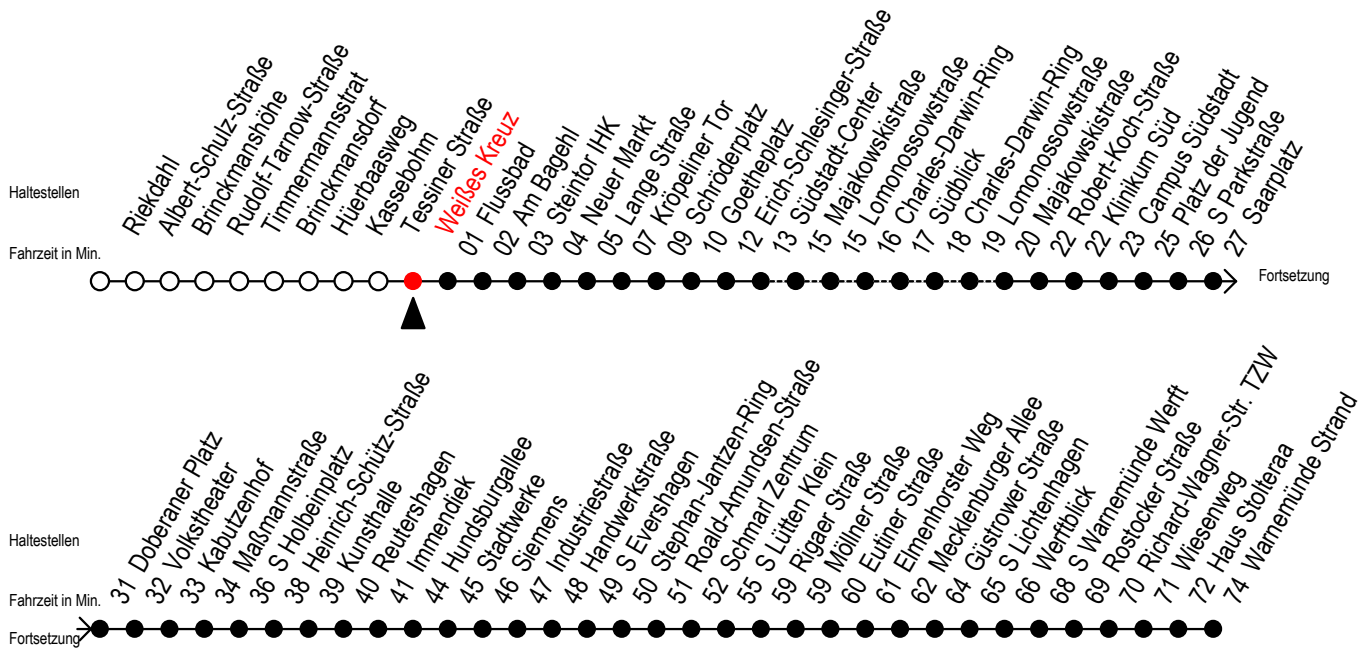 Haltestellen
Riekdahl
Albert-Schulz-Straße
Brinckmanshöhe
Rudolf-Tarnow-Straße
Timmermannsstrat
Brinckmansdorf
Hüerbaasweg
Kassebohm
Tessiner Straße
Weißes Kreuz
01 Flussbad
02 Am Bagehl
03 Steintor IHK
04 Neuer Markt
05 Lange Straße
07 Kröpeliner Tor
09 Schröderplatz
10 Goetheplatz
12 Erich-Schlesinger-Straße
13 Südstadt-Center
15 Majakowskistraße
15 Lomonossowstraße
16 Charles-Darwin-Ring
17 Südblick
18 Charles-Darwin-Ring
19 Lomonossowstraße
20 Majakowskistraße
22 Robert-Koch-Straße
22 Klinikum Süd
23 Campus Südstadt
25 Platz der Jugend
26 S Parkstraße
27 Saarplatz
Fahrzeit in Min.
Fortsetzung
Haltestellen
31 Doberaner Platz
32 Volkstheater
33 Kabutzenhof
34 Maßmannstraße
36 S Holbeinplatz
38 Heinrich-Schütz-Straße
39 Kunsthalle
40 Reutershagen
41 Immendiek
44 Hundsburgallee
45 Stadtwerke
46 Siemens
47 Industriestraße
48 Handwerkstraße
49 S Evershagen
50 Stephan-Jantzen-Ring
51 Roald-Amundsen-Straße
52 Schmarl Zentrum
55 S Lütten Klein
59 Rigaer Straße
59 Möllner Straße
60 Eutiner Straße
61 Elmenhorster Weg
62 Mecklenburger Allee
64 Güstrower Straße
65 S Lichtenhagen
66 Werftblick
68 S Warnemünde Werft
69 Rostocker Straße
70 Richard-Wagner-Str. TZW
71 Wiesenweg
72 Haus Stolteraa
74 Warnemünde Strand
Fahrzeit in Min.
Fortsetzung